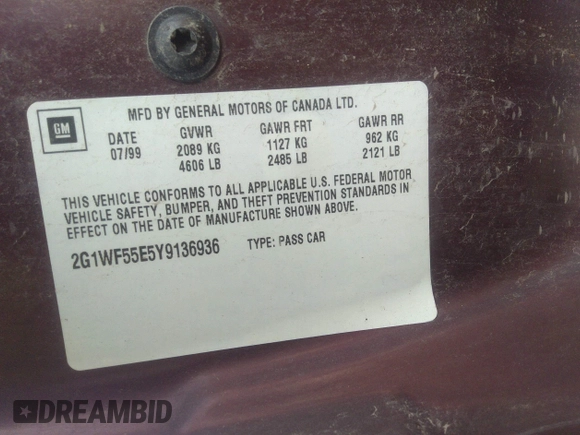 MFD BY GENERAL MOTORS OF CANADA LTD.
GM
DATE GVWR GAWR FRT GAWR RR
07/99 2089 KG 1127 KG 962 KG
4606 LB 2485 LB 2121 LB
THIS VEHICLE CONFORMS TO ALL APPLICABLE U.S. FEDERAL MOTOR
VEHICLE SAFETY, BUMPER, AND THEFT PREVENTION STANDARDS IN
EFFECT ON THE DATE OF MANUFACTURE SHOWN ABOVE.
2G1WF55E5Y9136936 TYPE: PASS CAR
DREAMBID